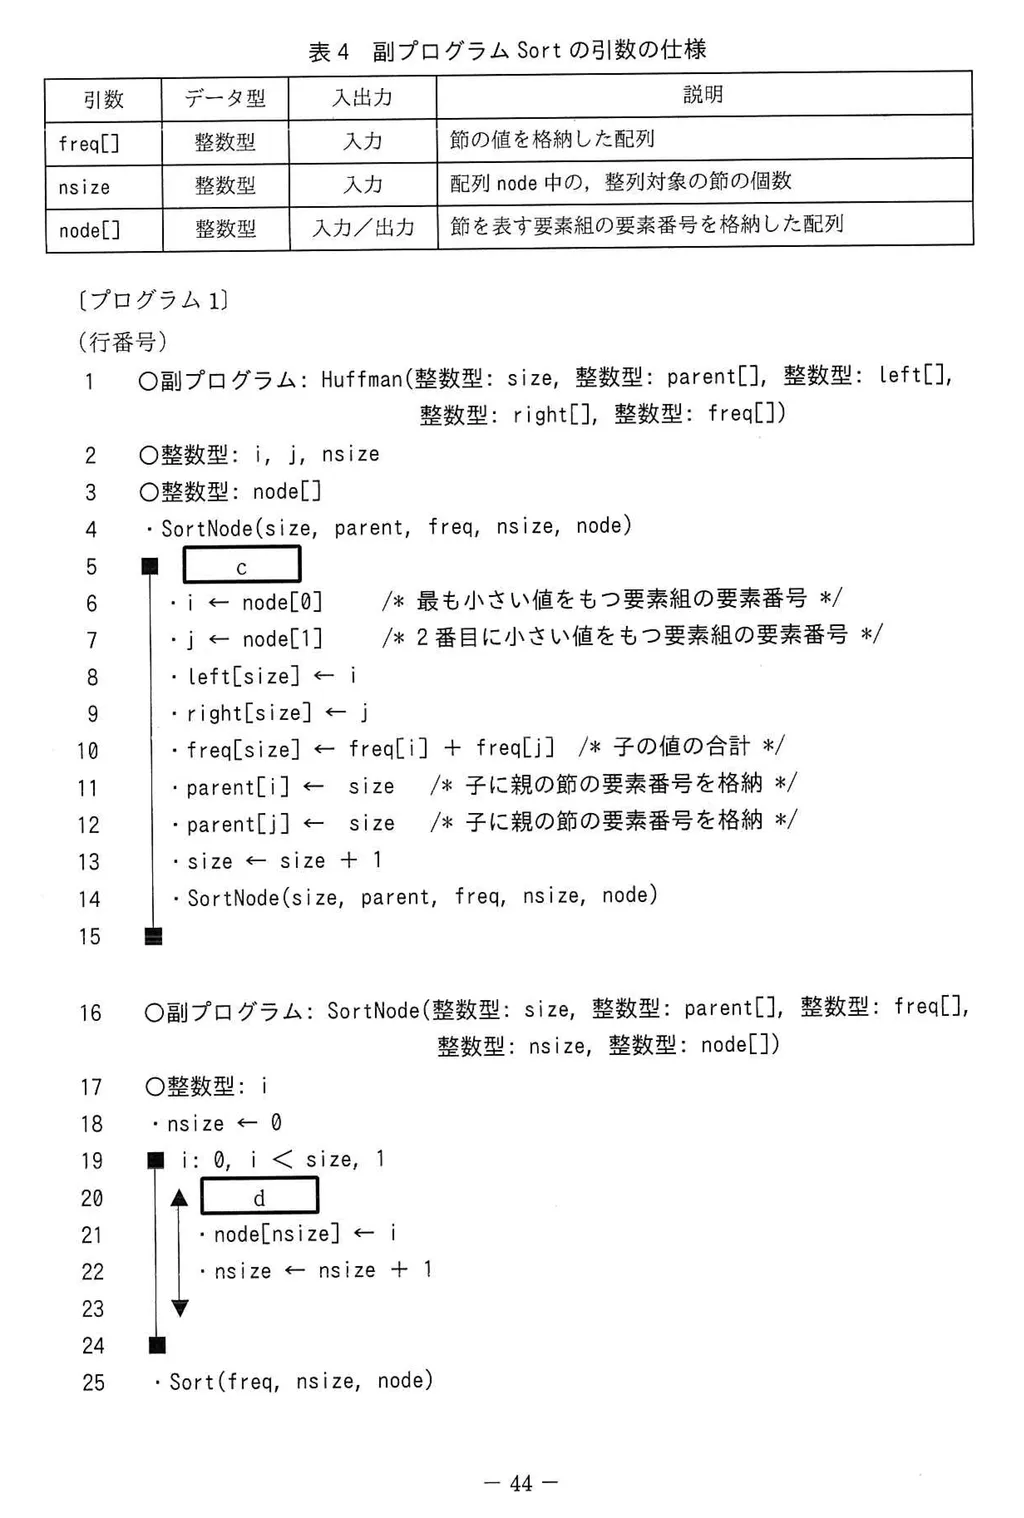 表4 副プログラム Sort の引数の仕様
引数 データ型 入出力 説明
freq[] 整数型 入力 節の値を格納した配列
nsize 整数型 入力 配列 node 中の，整列対象の節の個数
node[] 整数型 入力／出力 節を表す要素組の要素番号を格納した配列
〔プログラム 1〕
(行番号)
1 ○副プログラム: Huffman(整数型: size, 整数型: parent[], 整数型: left[],
整数型: right[], 整数型: freq[])
2 ○整数型: i, j, nsize
3 ○整数型: node[]
4 ・SortNode(size, parent, freq, nsize, node)
5 ■ c
6 ・i ← node[0] /* 最も小さい値をもつ要素組の要素番号 */
7 ・j ← node[1] /* 2番目に小さい値をもつ要素組の要素番号 */
8 ・left[size] ← i
9 ・right[size] ← j
10 ・freq[size] ← freq[i] + freq[j] /* 子の値の合計 */
11 ・parent[i] ← size /* 子に親の節の要素番号を格納 */
12 ・parent[j] ← size /* 子に親の節の要素番号を格納 */
13 ・size ← size + 1
14 ・SortNode(size, parent, freq, nsize, node)
15 ■
16 ○副プログラム: SortNode(整数型: size, 整数型: parent[], 整数型: freq[],
整数型: nsize, 整数型: node[])
17 ○整数型: i
18 ・nsize ← 0
19 ■ i: 0, i < size, 1
20 ▲ d
21 ・node[nsize] ← i
22 ・nsize ← nsize + 1
23 ▼
24 ■
25 ・Sort(freq, nsize, node)
— 44 —